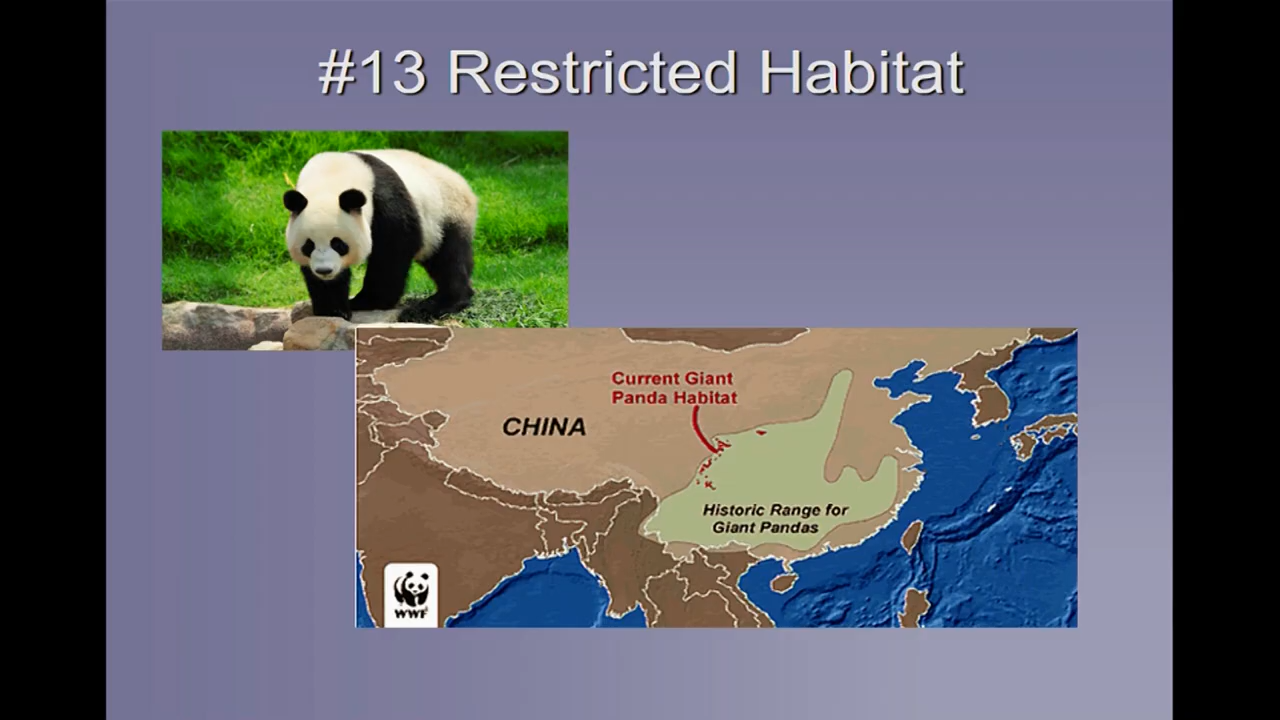 #13 Restricted Habitat
Current Giant
Panda Habitat
CHINA
Historic Range for
Giant Pandas
WWF